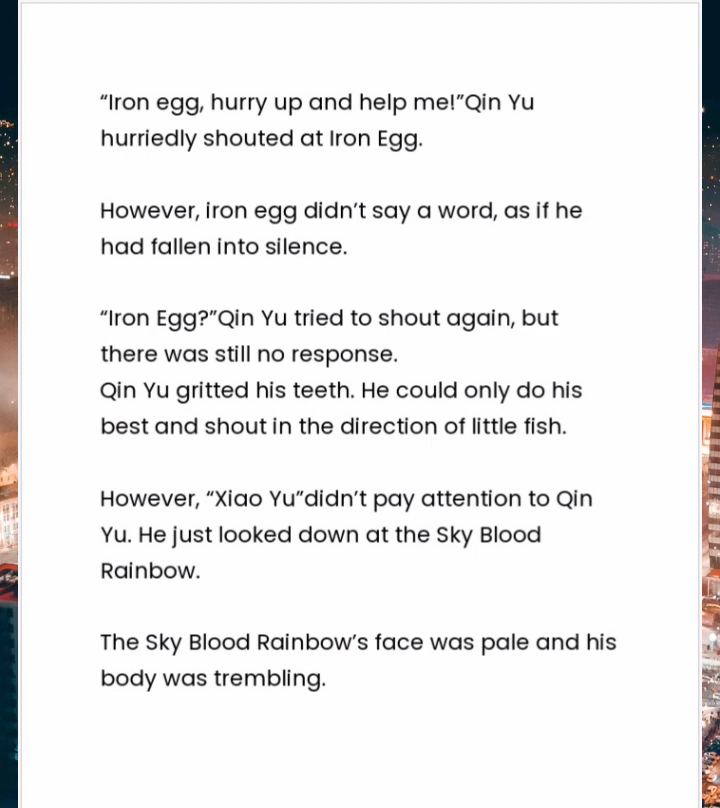 “Iron egg, hurry up and help me!”Qin Yu
hurriedly shouted at Iron Egg.
However, iron egg didn’t say a word, as if he
had fallen into silence.
“Iron Egg?”Qin Yu tried to shout again, but
there was still no response.
Qin Yu gritted his teeth. He could only do his
best and shout in the direction of little fish.
However, “Xiao Yu”didn’t pay attention to Qin
Yu. He just looked down at the Sky Blood
Rainbow.
The Sky Blood Rainbow’s face was pale and his
body was trembling.